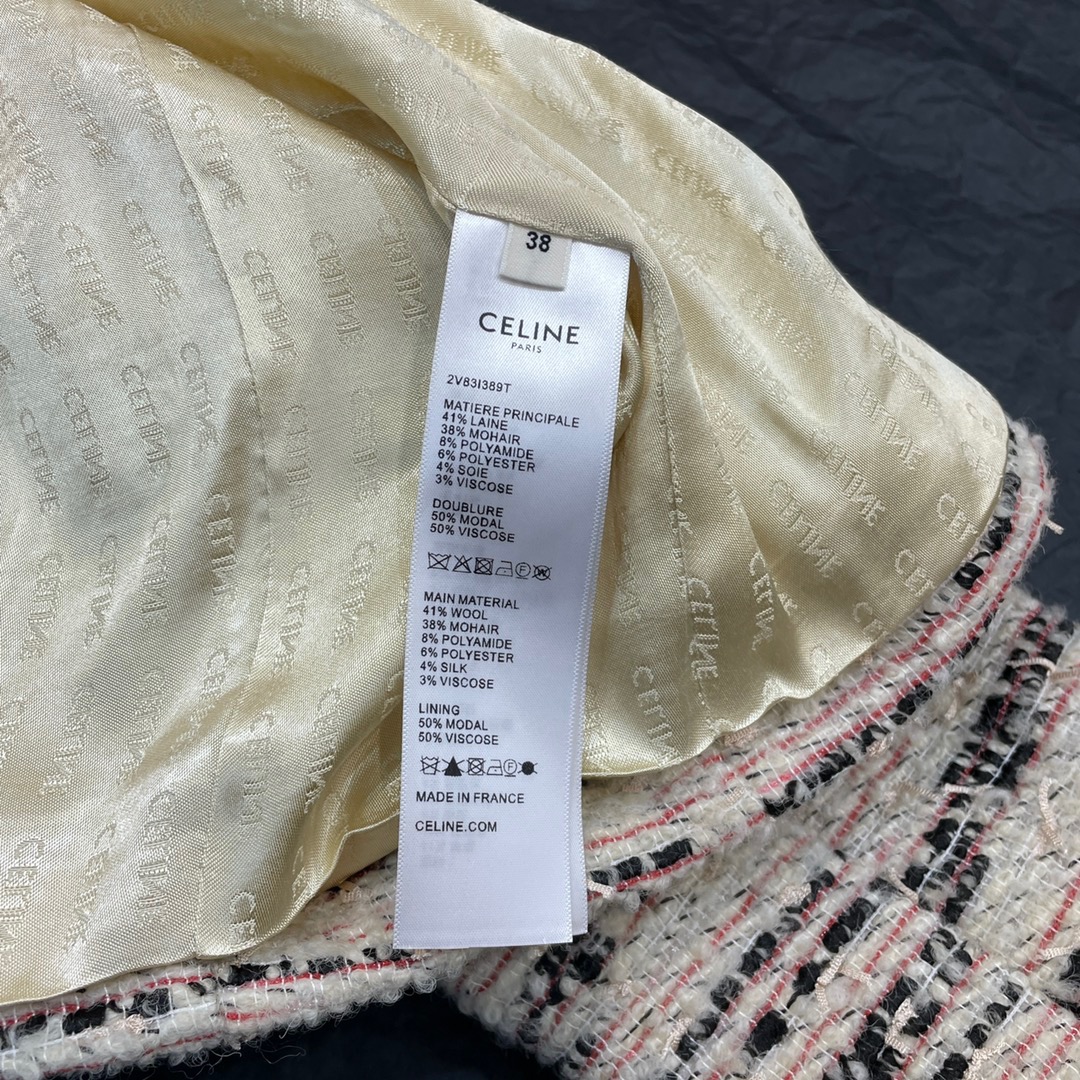 38
CELINE
PARIS
2V83I389T
MATIERE PRINCIPALE
41% LAINE
38% MOHAIR
8% POLYAMIDE
6% POLYESTER
4% SOIE
3% VISCOSE
DOUBLURE
50% MODAL
50% VISCOSE
MAIN MATERIAL
41% WOOL
38% MOHAIR
8% POLYAMIDE
6% POLYESTER
4% SILK
3% VISCOSE
LINING
50% MODAL
50% VISCOSE
MADE IN FRANCE
CELINE.COM